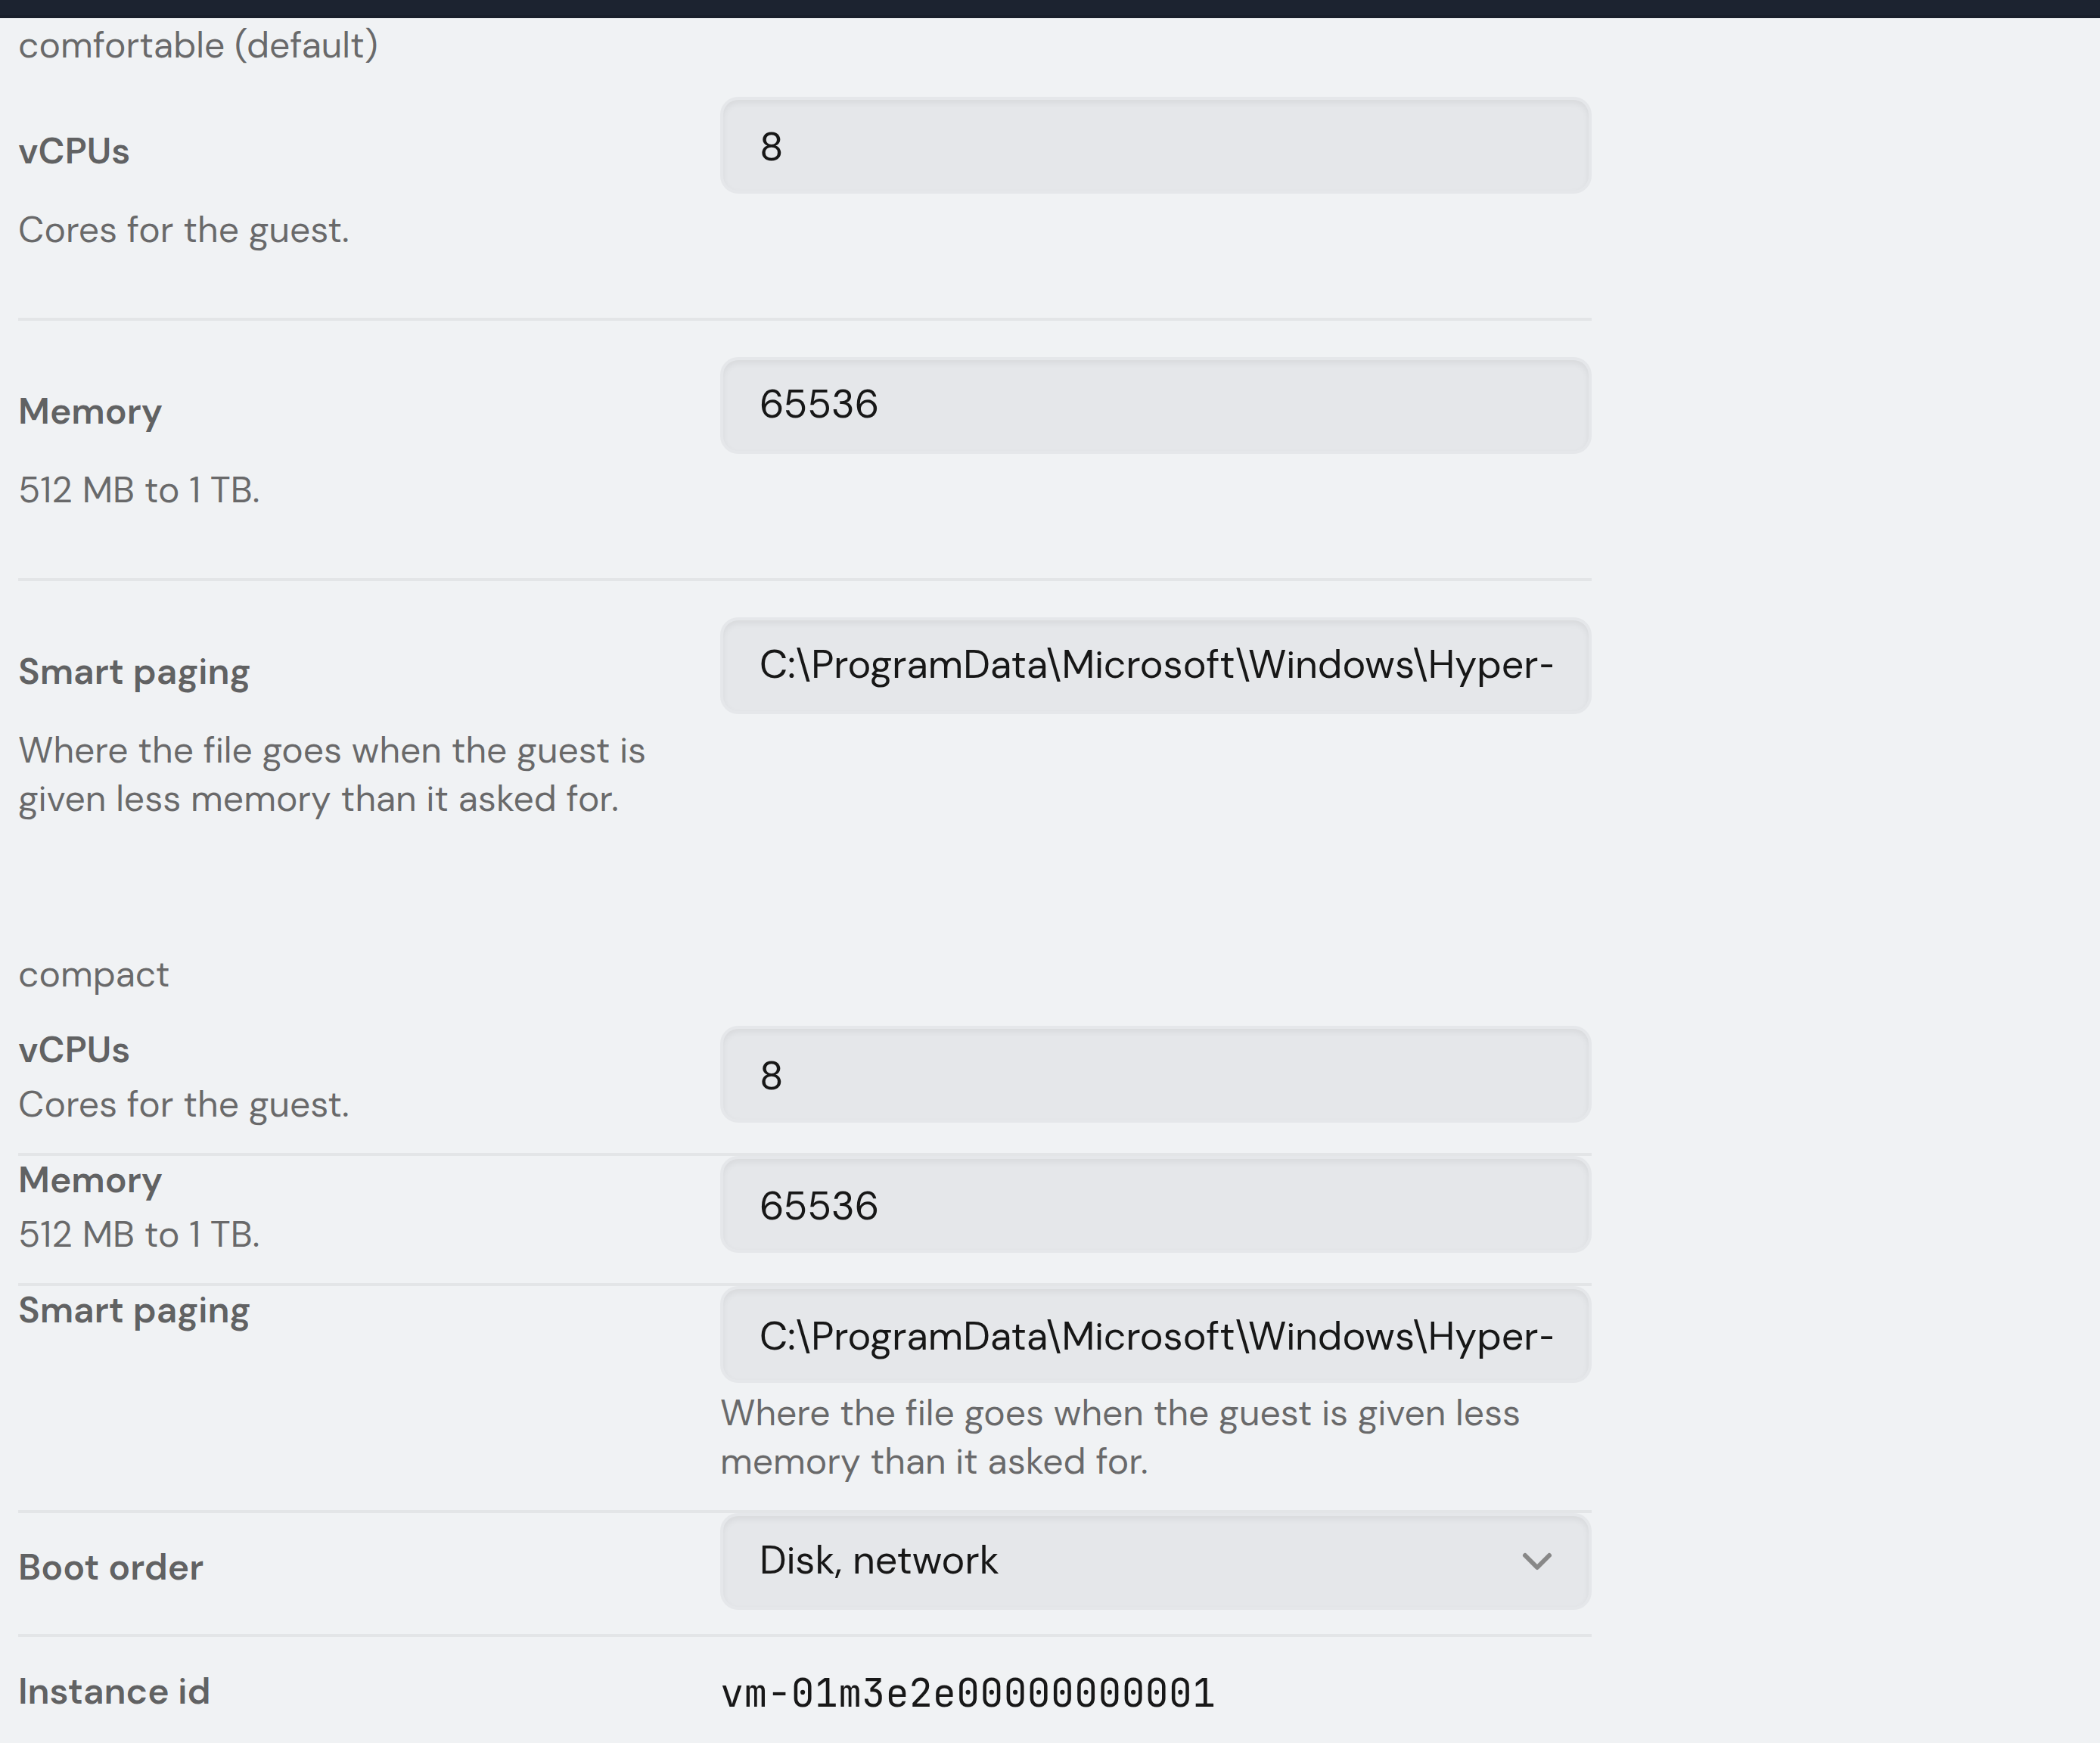 comfortable (default)
vCPUs
8
Cores for the guest.
Memory
65536
512 MB to 1 TB.
Smart paging
C:\ProgramData\Microsoft\Windows\Hyper-
Where the file goes when the guest is
given less memory than it asked for.
compact
vCPUs
8
Cores for the guest.
Memory
65536
512 MB to 1 TB.
Smart paging
C:\ProgramData\Microsoft\Windows\Hyper-
Where the file goes when the guest is given less
memory than it asked for.
Boot order
Disk, network
Instance id
vm-01m3e2e00000000001